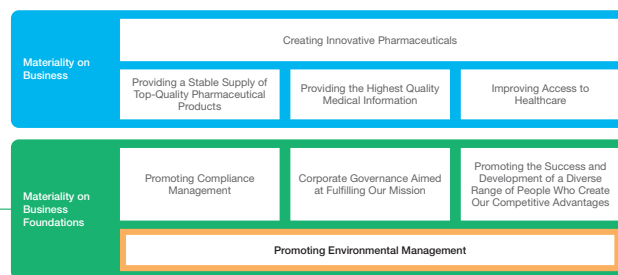 Materiality on
Business
Creating Innovative Pharmaceuticals
Providing a Stable Supply of
Top-Quality Pharmaceutical
Products
Providing the Highest Quality
Medical Information
Improving Access to
Healthcare
Materiality on
Business
Foundations
Promoting Compliance
Management
Corporate Governance Aimed
at Fulfilling Our Mission
Promoting the Success and
Development of a Diverse
Range of People Who Create
Our Competitive Advantages
Promoting Environmental Management